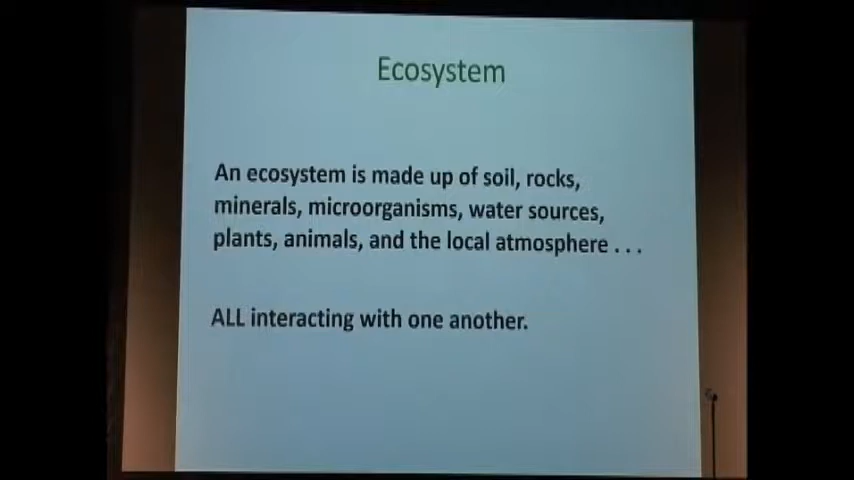 Ecosystem
An ecosystem is made up of soil, rocks,
minerals, microorganisms, water sources,
plants, animals, and the local atmosphere . . .
ALL interacting with one another.